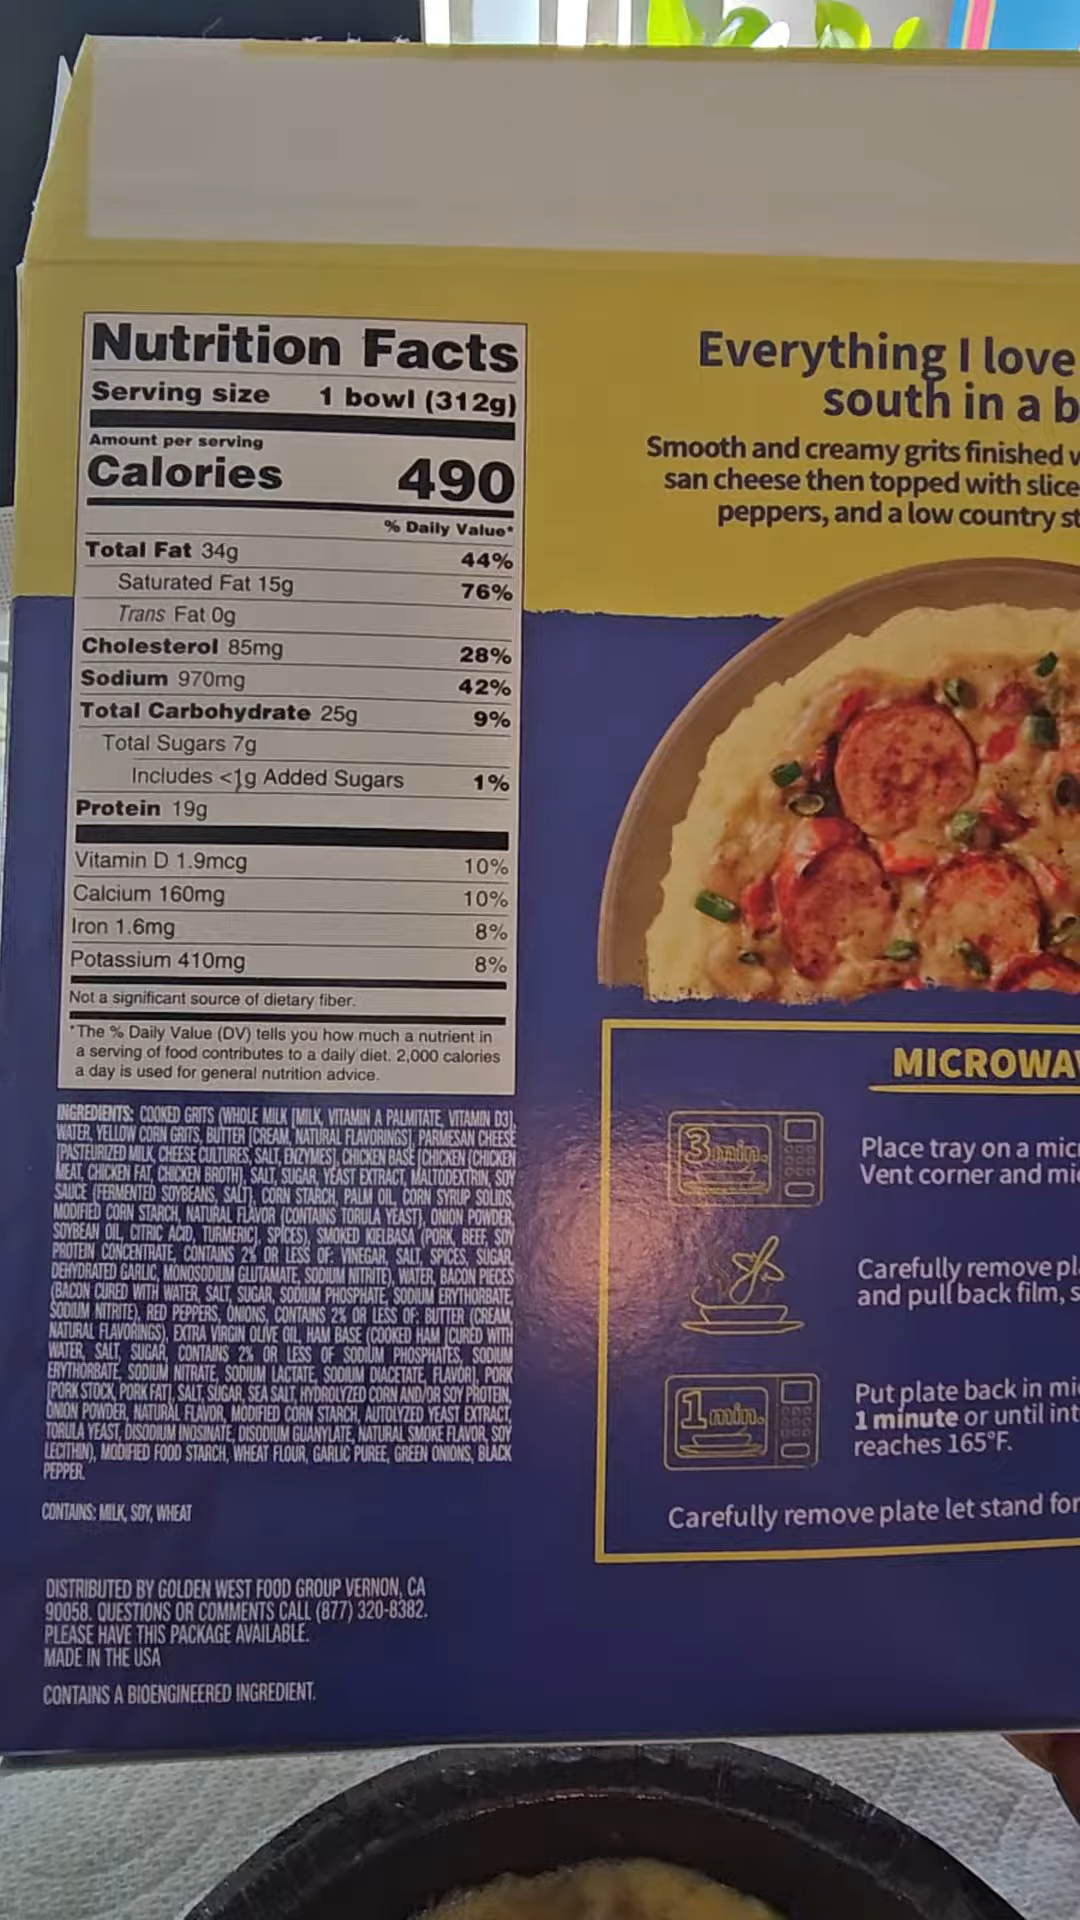 Nutrition Facts
Serving size 1 bowl (312g)
Amount per serving
Calories 490
% Daily Value*
Total Fat 34g 44%
Saturated Fat 15g 76%
Trans Fat 0g
Cholesterol 85mg 28%
Sodium 970mg 42%
Total Carbohydrate 25g 9%
Total Sugars 7g
Includes <1g Added Sugars 1%
Protein 19g
Vitamin D 1.9mcg 10%
Calcium 160mg 10%
Iron 1.6mg 8%
Potassium 410mg 8%
Not a significant source of dietary fiber.
*The % Daily Value (DV) tells you how much a nutrient in
a serving of food contributes to a daily diet. 2,000 calories
a day is used for general nutrition advice.
INGREDIENTS: COOKED GRITS (WHOLE MILK [MILK, VITAMIN A PALMITATE, VITAMIN D3],
WATER, YELLOW CORN GRITS, BUTTER [CREAM, NATURAL FLAVORINGS], PARMESAN CHEESE
[PASTEURIZED MILK, CHEESE CULTURES, SALT, ENZYMES], CHICKEN BASE [CHICKEN (CHICKEN
MEAT, CHICKEN FAT, CHICKEN BROTH), SALT, SUGAR, YEAST EXTRACT, MALTODEXTRIN, SOY
SAUCE (FERMENTED SOYBEANS, SALT), CORN STARCH, PALM OIL, CORN SYRUP SOLIDS,
MODIFIED CORN STARCH, NATURAL FLAVOR (CONTAINS TORULA YEAST), ONION POWDER,
SOYBEAN OIL, CITRIC ACID, TURMERIC], SPICES), SMOKED KIELBASA (PORK, BEEF, SOY
PROTEIN CONCENTRATE, CONTAINS 2% OR LESS OF: VINEGAR, SALT, SPICES, SUGAR,
DEHYDRATED GARLIC, MONOSODIUM GLUTAMATE, SODIUM NITRITE), WATER, BACON PIECES
(BACON CURED WITH WATER, SALT, SUGAR, SODIUM PHOSPHATE, SODIUM ERYTHORBATE,
SODIUM NITRITE), RED PEPPERS, ONIONS, CONTAINS 2% OR LESS OF: BUTTER (CREAM,
NATURAL FLAVORINGS), EXTRA VIRGIN OLIVE OIL, HAM BASE (COOKED HAM [CURED WITH
WATER, SALT, SUGAR, CONTAINS 2% OR LESS OF SODIUM PHOSPHATES, SODIUM
ERYTHORBATE, SODIUM NITRATE, SODIUM LACTATE, SODIUM DIACETATE, FLAVOR], PORK
[PORK STOCK, PORK FAT], SALT, SUGAR, SEA SALT, HYDROLYZED CORN AND/OR SOY PROTEIN,
ONION POWDER, NATURAL FLAVOR, MODIFIED CORN STARCH, AUTOLYZED YEAST EXTRACT,
TORULA YEAST, DISODIUM INOSINATE, DISODIUM GUANYLATE, NATURAL SMOKE FLAVOR, SOY
LECITHIN), MODIFIED FOOD STARCH, WHEAT FLOUR, GARLIC PUREE, GREEN ONIONS, BLACK
PEPPER.
CONTAINS: MILK, SOY, WHEAT
DISTRIBUTED BY GOLDEN WEST FOOD GROUP VERNON, CA
90058. QUESTIONS OR COMMENTS CALL (877) 320-8382.
PLEASE HAVE THIS PACKAGE AVAILABLE.
MADE IN THE USA
CONTAINS A BIOENGINEERED INGREDIENT.
Everything I love
south in a b
Smooth and creamy grits finished
san cheese then topped with slice
peppers, and a low country
MICROWA
3 min.
Place tray on a mic
Vent corner and mi
Carefully remove pl
and pull back film, s
1 min.
Put plate back in mi
1 minute or until int
reaches 165°F.
Carefully remove plate let stand for